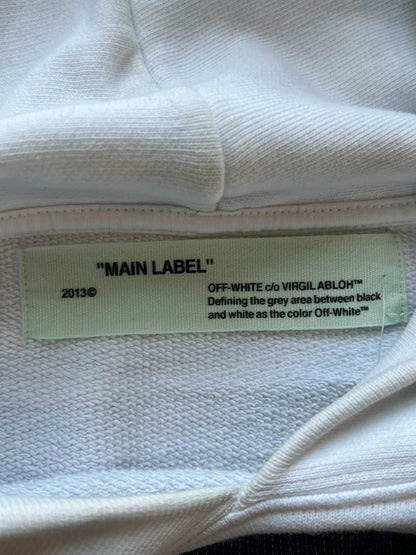 "MAIN LABEL"
2013©
OFF-WHITE c/o VIRGIL ABLOH™
Defining the grey area between black
and white as the color Off-White™